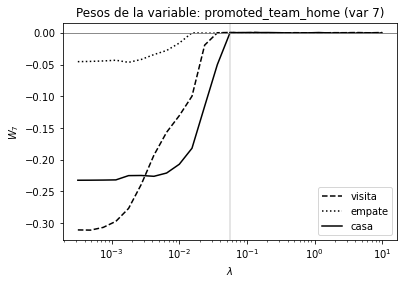 Pesos de la variable: promoted_team_home (var 7)
0.00
−0.05
−0.10
−0.15
−0.20
−0.25
−0.30
W₇
visita
empate
casa
10⁻³ 10⁻² 10⁻¹ 10⁰ 10¹
λ